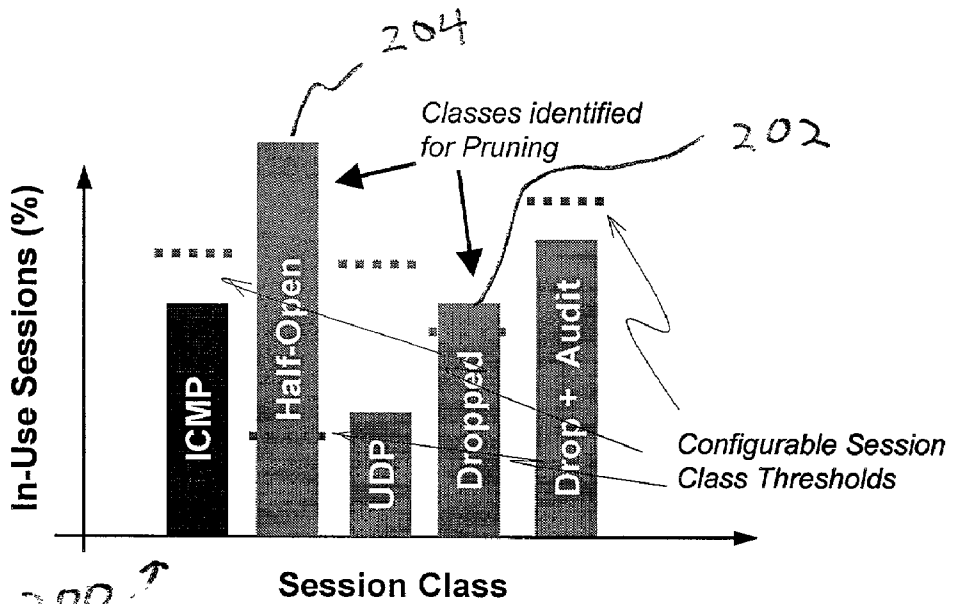 204
Classes identified
for Pruning
202
In-Use Sessions (%)
ICMP
Half-Open
UDP
Dropped
Drop + Audit
Configurable Session
Class Thresholds
Session Class
200